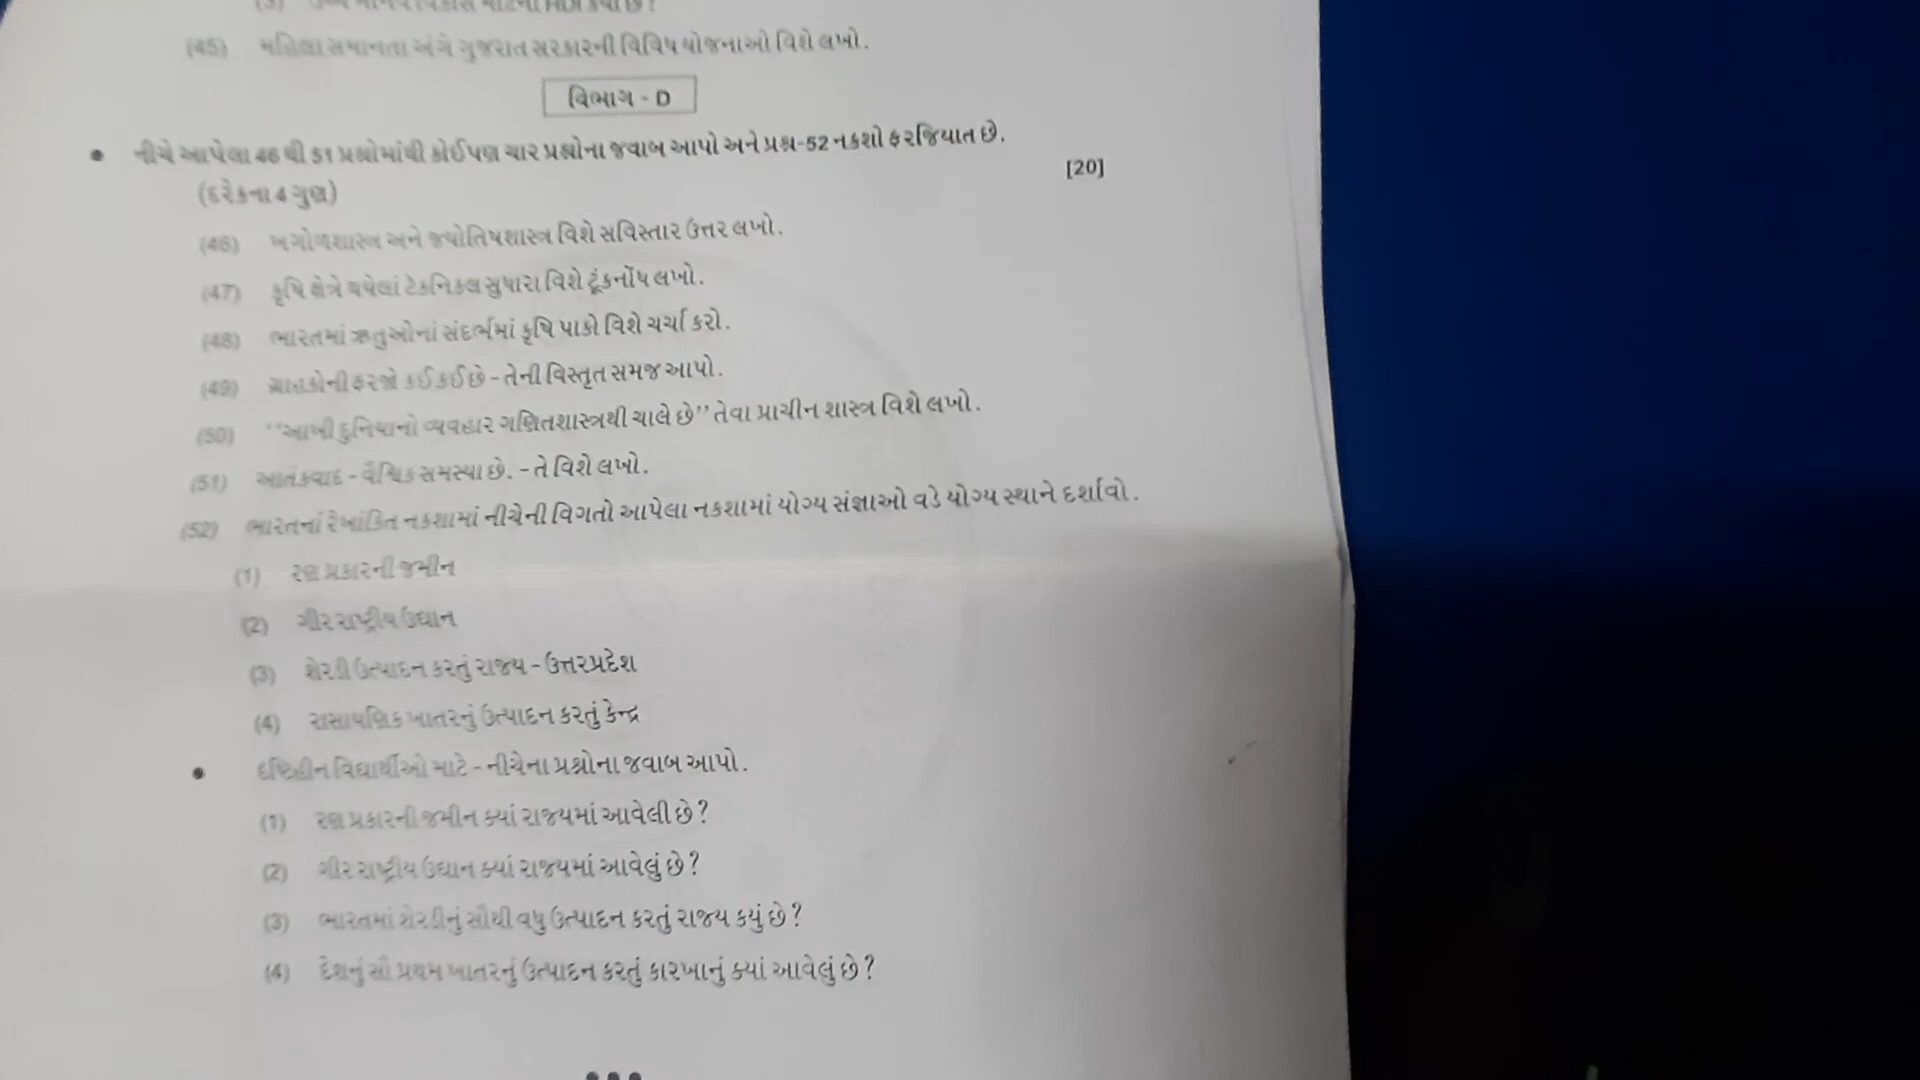 (45) મહિલા સમાનતા અંગે ગુજરાત સરકારની વિવિધ યોજનાઓ વિશે લખો.
વિભાગ - D
• નીચે આપેલા 46 થી 51 પ્રશ્નોમાંથી કોઈપણ ચાર પ્રશ્નોના જવાબ આપો અને પ્રશ્ન-52 નકશો ફરજિયાત છે.
(દરેકના 4 ગુણ) [20]
(46) ખગોળશાસ્ત્ર અને જ્યોતિષશાસ્ત્ર વિશે સવિસ્તાર ઉત્તર લખો.
(47) કૃષિ ક્ષેત્રે થયેલાં ટેકનિકલ સુધારા વિશે ટૂંકનોંધ લખો.
(48) ભારતમાં ઋતુઓનાં સંદર્ભમાં કૃષિ પાકો વિશે ચર્ચા કરો.
(49) ગ્રાહકોની ફરજો કઈ કઈ છે - તેની વિસ્તૃત સમજ આપો.
(50) ‘‘આખી દુનિયાનો વ્યવહાર ગણિતશાસ્ત્રથી ચાલે છે’’ તેવા પ્રાચીન શાસ્ત્ર વિશે લખો.
(51) આતંકવાદ - વૈશ્વિક સમસ્યા છે. - તે વિશે લખો.
(52) ભારતનાં રેખાંકિત નકશામાં નીચેની વિગતો આપેલા નકશામાં યોગ્ય સંજ્ઞાઓ વડે યોગ્ય સ્થાને દર્શાવો.
(1) રણ પ્રકારની જમીન
(2) ગીર રાષ્ટ્રીય ઉદ્યાન
(3) શેરડી ઉત્પાદન કરતું રાજ્ય - ઉત્તરપ્રદેશ
(4) રાસાયણિક ખાતરનું ઉત્પાદન કરતું કેન્દ્ર
• દૃષ્ટિહીન વિદ્યાર્થીઓ માટે - નીચેના પ્રશ્નોના જવાબ આપો.
(1) રણ પ્રકારની જમીન ક્યાં રાજ્યમાં આવેલી છે?
(2) ગીર રાષ્ટ્રીય ઉદ્યાન ક્યાં રાજ્યમાં આવેલું છે?
(3) ભારતમાં શેરડીનું સૌથી વધુ ઉત્પાદન કરતું રાજ્ય કયું છે?
(4) દેશનું સૌ પ્રથમ ખાતરનું ઉત્પાદન કરતું કારખાનું ક્યાં આવેલું છે?